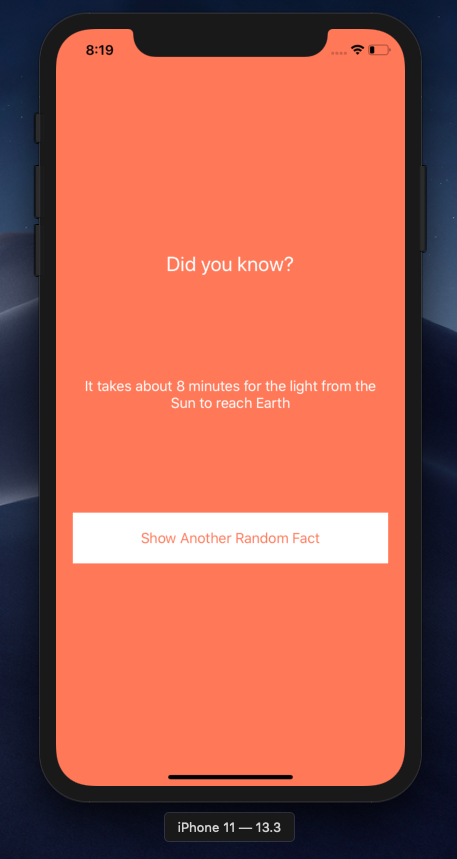 8:19
Did you know?
It takes about 8 minutes for the light from the
Sun to reach Earth
Show Another Random Fact
iPhone 11 — 13.3